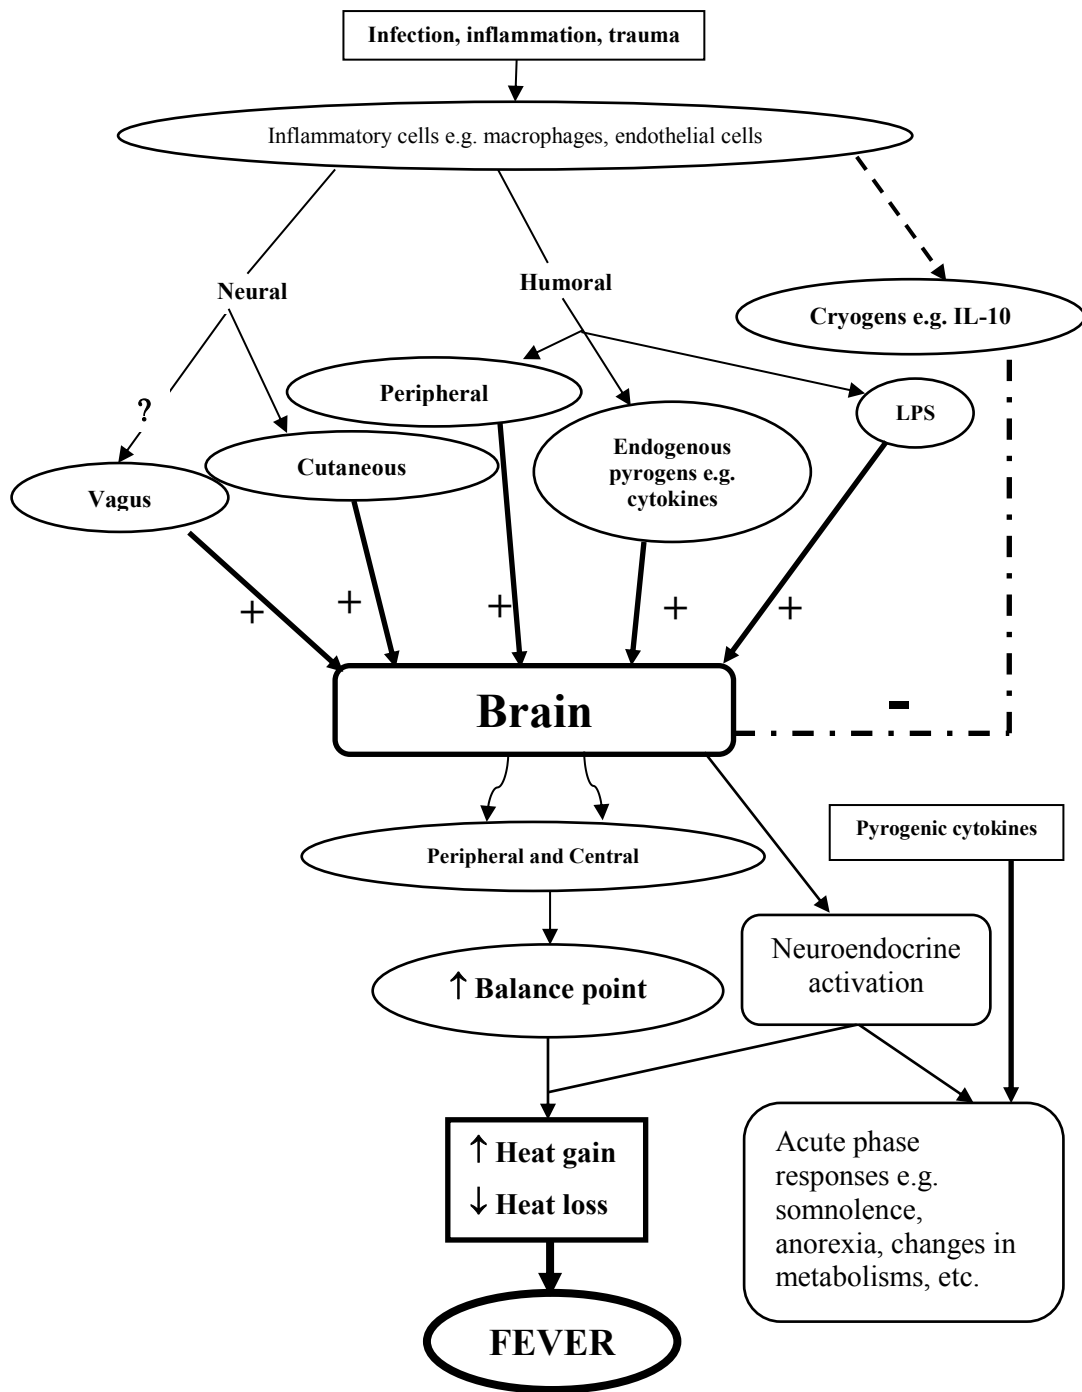 Infection, inflammation, trauma
Inflammatory cells e.g. macrophages, endothelial cells
Neural
Humoral
Cryogens e.g. IL-10
?
Peripheral
LPS
Cutaneous
Endogenous
pyrogens e.g.
cytokines
Vagus
+
+
+
+
+
Brain
-
Peripheral and Central
Pyrogenic cytokines
Neuroendocrine
activation
↑ Balance point
↑ Heat gain
↓ Heat loss
Acute phase
responses e.g.
somnolence,
anorexia, changes in
metabolisms, etc.
FEVER